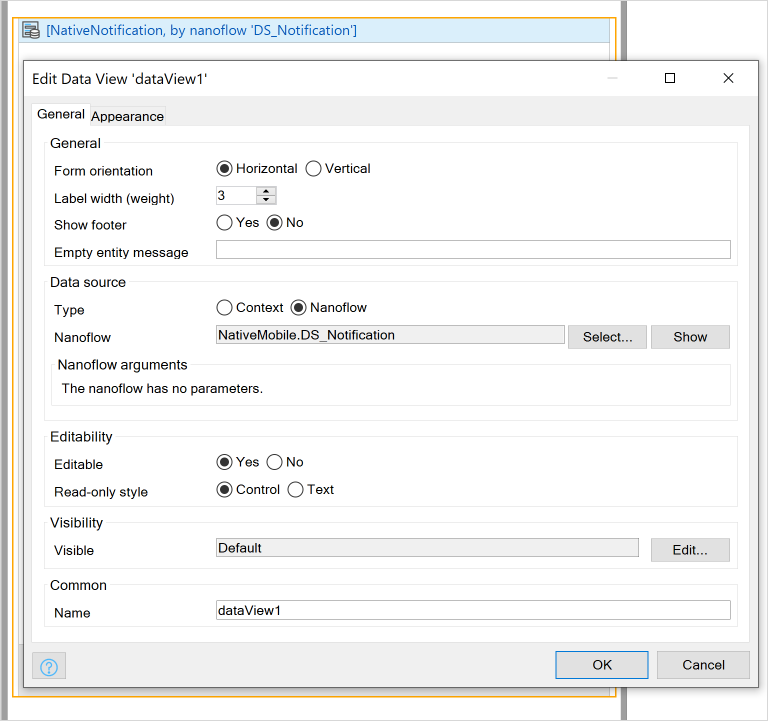 [NativeNotification, by nanoflow 'DS_Notification']
Edit Data View 'dataView1'
General Appearance
General
Form orientation Horizontal Vertical
Label width (weight) 3
Show footer Yes No
Empty entity message
Data source
Type Context Nanoflow
Nanoflow NativeMobile.DS_Notification Select... Show
Nanoflow arguments
The nanoflow has no parameters.
Editability
Editable Yes No
Read-only style Control Text
Visibility
Visible Default Edit...
Common
Name dataView1
? OK Cancel